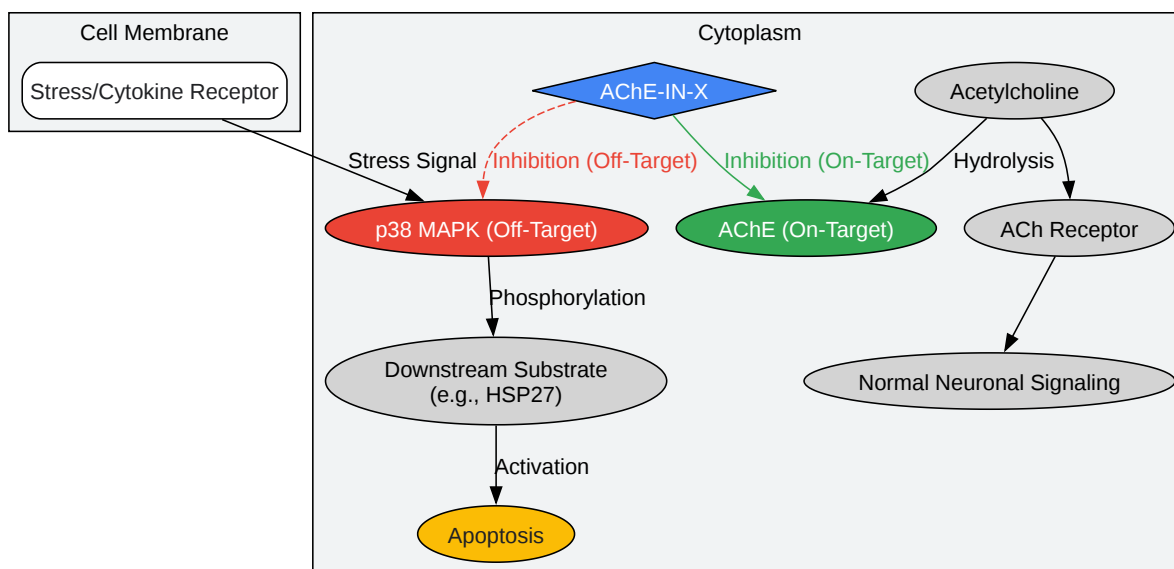 Cell Membrane
Cytoplasm
Stress/Cytokine Receptor
AChE-IN-X
Acetylcholine
Stress Signal
Inhibition (Off-Target)
Inhibition (On-Target)
Hydrolysis
p38 MAPK (Off-Target)
AChE (On-Target)
ACh Receptor
Phosphorylation
Downstream Substrate
(e.g., HSP27)
Normal Neuronal Signaling
Activation
Apoptosis